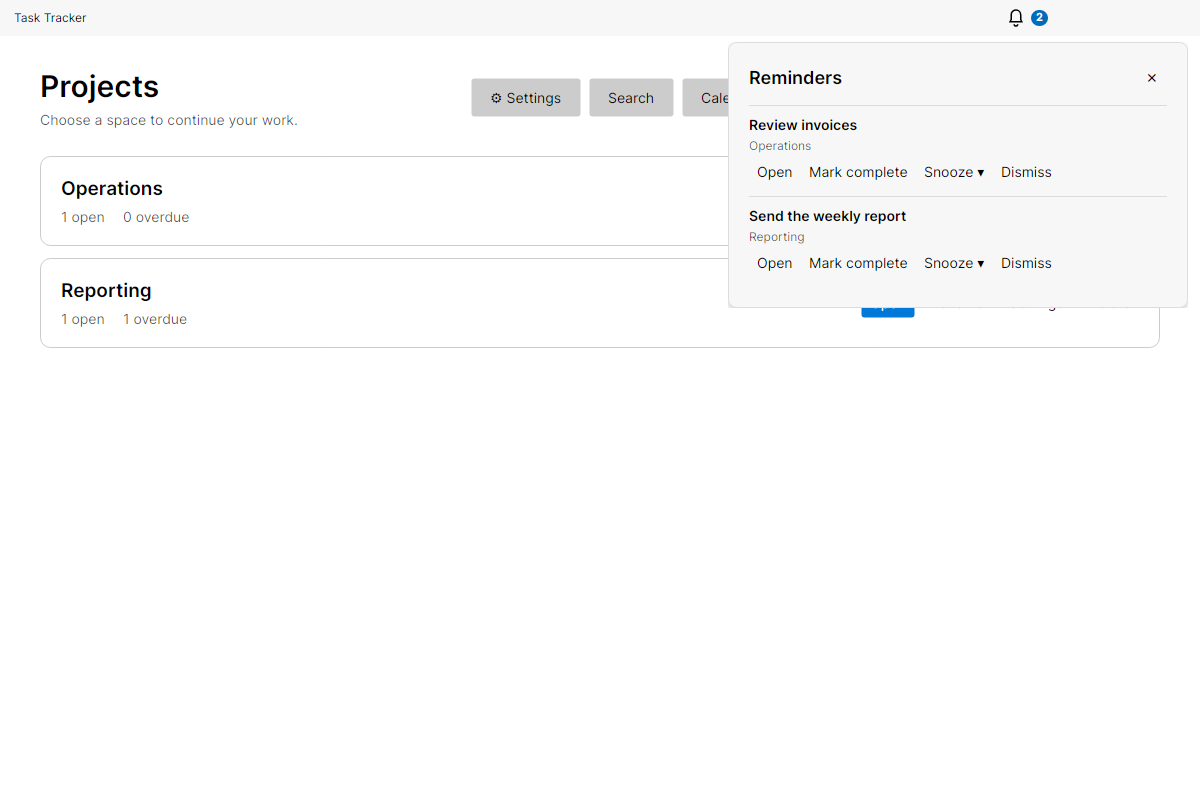 Task Tracker
2
Projects
Choose a space to continue your work.
⚙ Settings
Search
Reminders
×
Review invoices
Operations
Open Mark complete Snooze ▾ Dismiss
Send the weekly report
Reporting
Open Mark complete Snooze ▾ Dismiss
Operations
1 open 0 overdue
Reporting
1 open 1 overdue